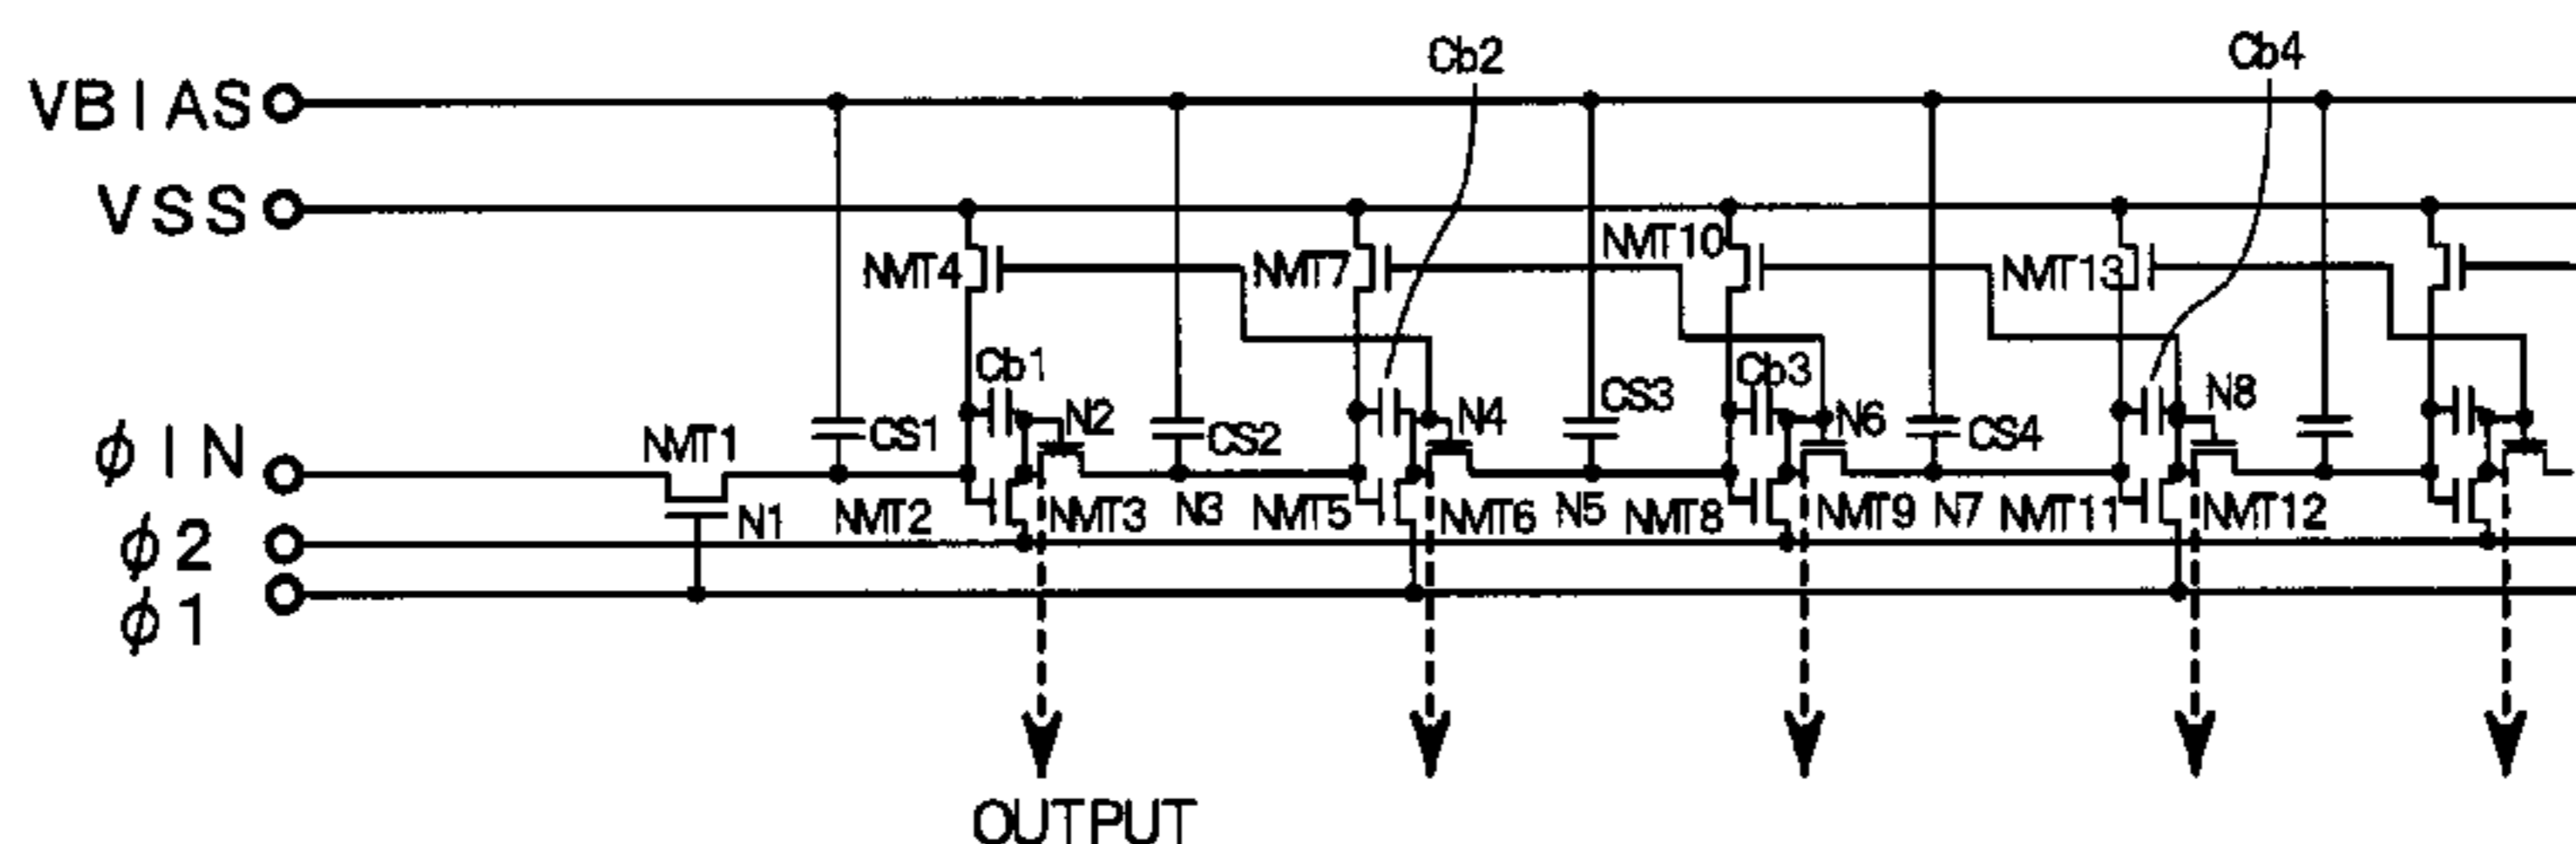 Cb2
Cb4
VBIAS
VSS
NMT4
NMT7
NMT10
NMT13
Cb1
Cb3
N2
N4
CS3
N6
N8
φIN
NMT1
CS1
CS2
CS4
N1
NMT2
NMT3
N3
NMT5
NMT6
N5
NMT8
NMT9
N7
NMT11
NMT12
φ2
φ1
OUTPUT